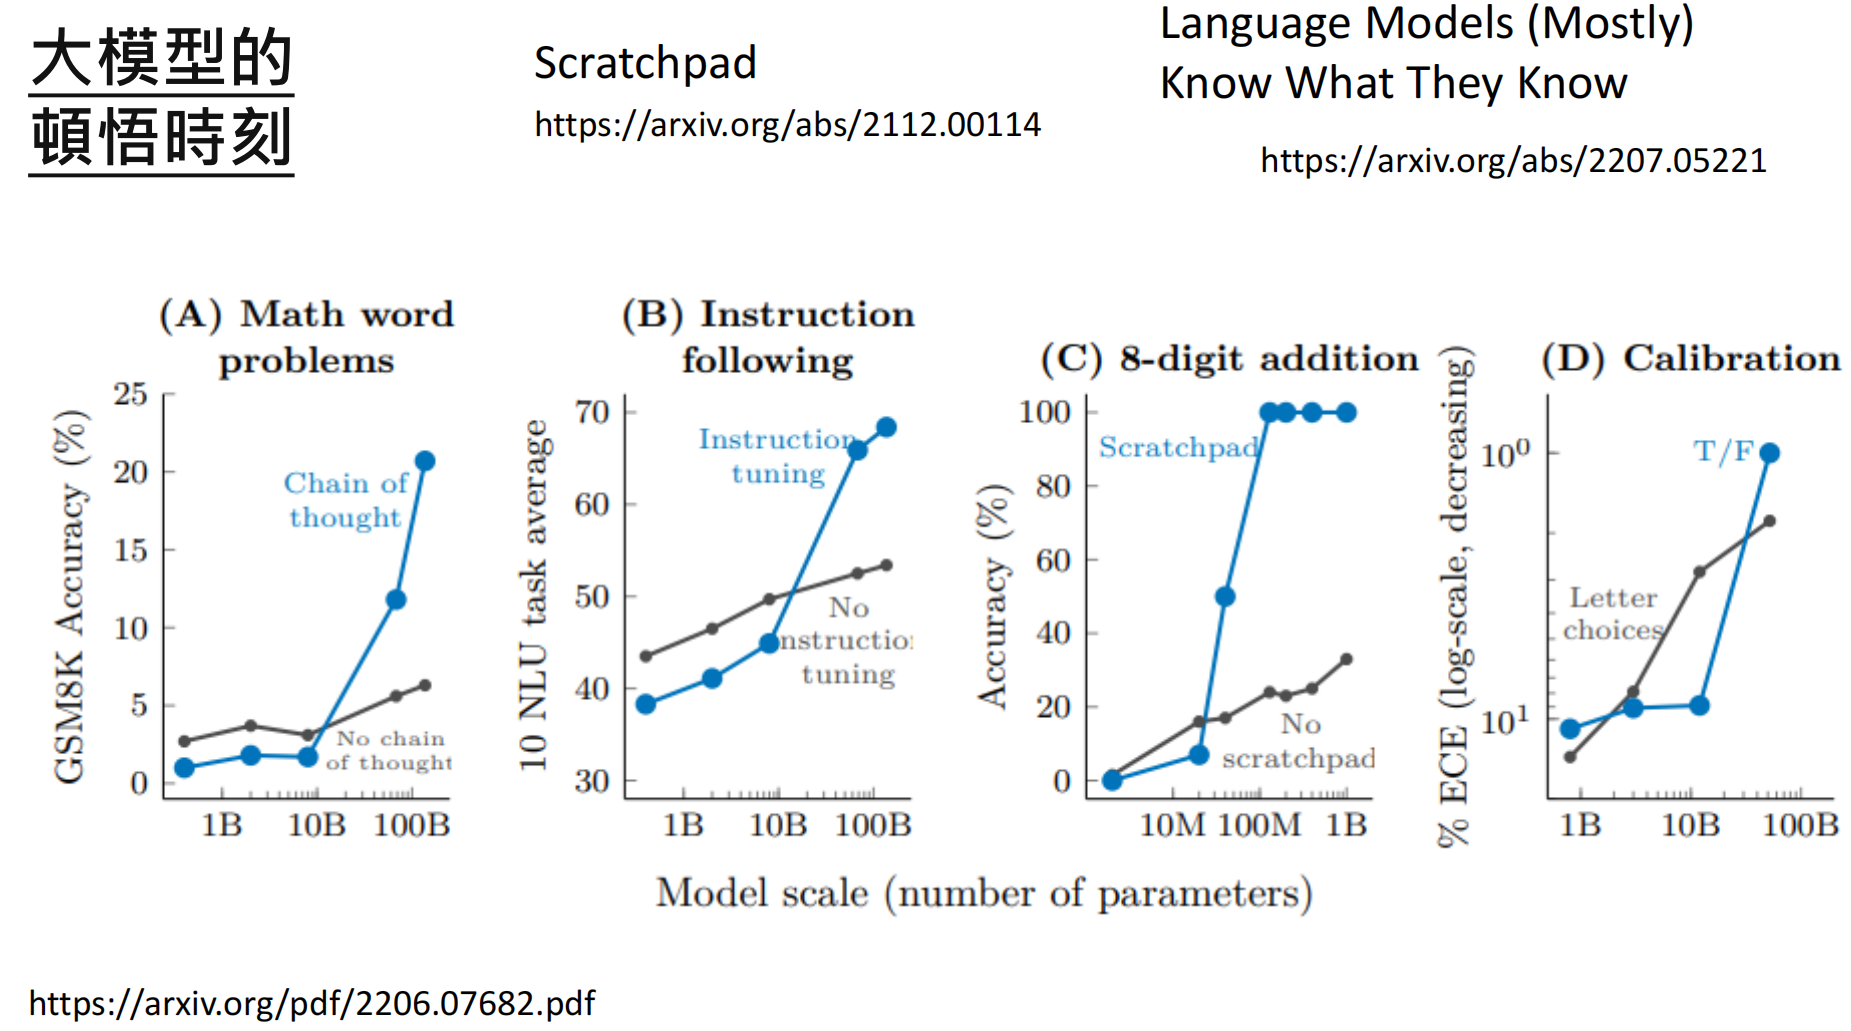 大模型的
頓悟時刻
Scratchpad
https://arxiv.org/abs/2112.00114
Language Models (Mostly)
Know What They Know
https://arxiv.org/abs/2207.05221
(A) Math word
problems
GSM8K Accuracy (%)
25
20
15
10
5
0
Chain of
thought
No chain
of thought
1B 10B 100B
(B) Instruction
following
10 NLU task average
70
60
50
40
30
Instruction
tuning
No
nstruction
tuning
1B 10B 100B
(C) 8-digit addition
Accuracy (%)
100
80
60
40
20
0
Scratchpad
No
scratchpad
10M 100M 1B
(D) Calibration
% ECE (log-scale, decreasing)
10⁰
10¹
T/F
Letter
choices
1B 10B 100B
Model scale (number of parameters)
https://arxiv.org/pdf/2206.07682.pdf